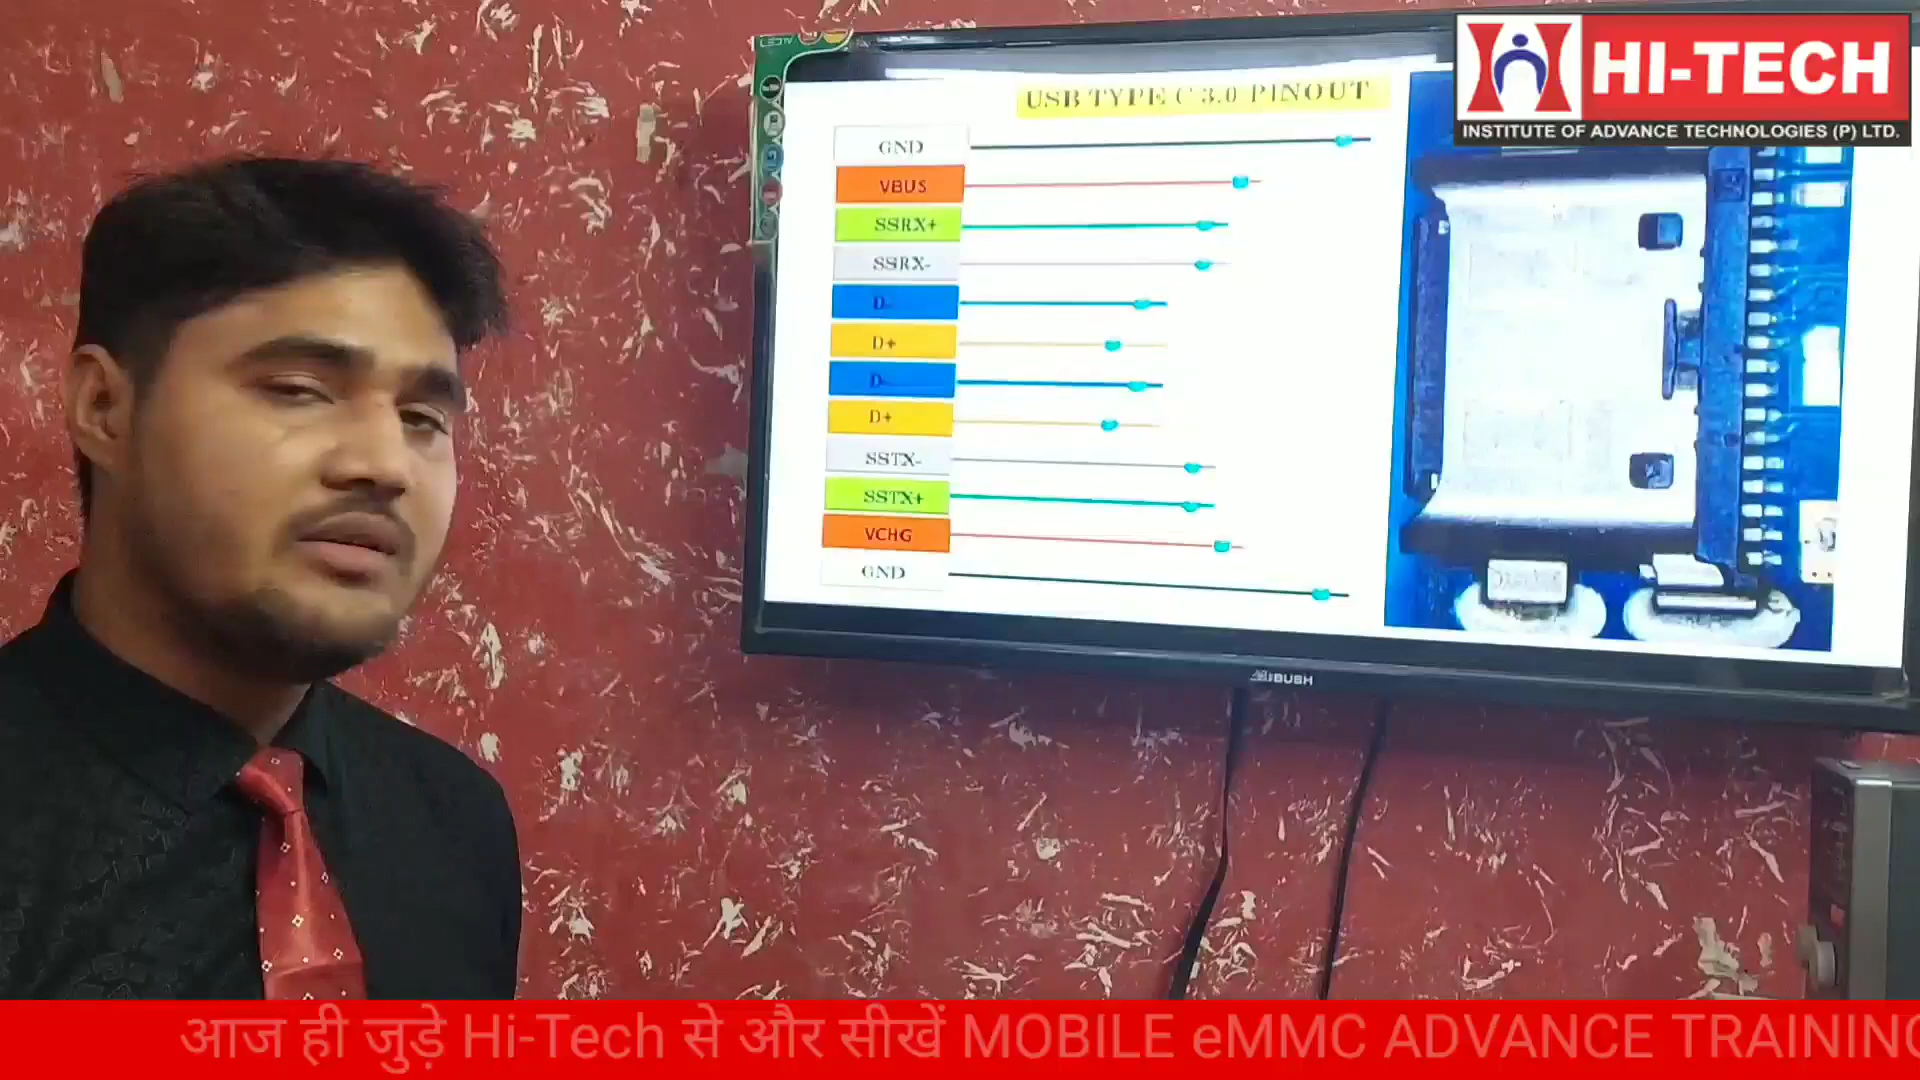 HI-TECH
INSTITUTE OF ADVANCE TECHNOLOGIES (P) LTD.
USB TYPE C 3.0 PINOUT
GND
VBUS
SSRX+
SSRX-
D-
D+
D-
D+
SSTX-
SSTX+
VCHG
GND
BUSH
आज ही जुड़े Hi-Tech से और सीखें MOBILE eMMC ADVANCE TRAINING